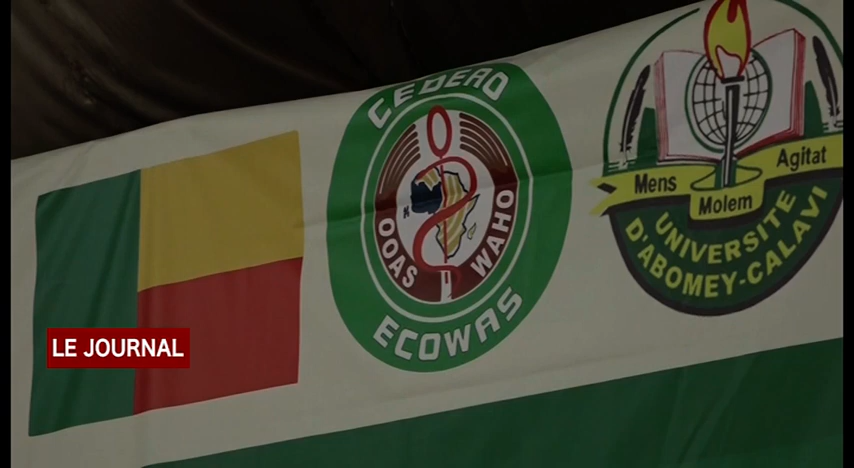 CEDEAO
OOAS WAHO
ECOWAS
Mens Molem Agitat
UNIVERSITE
D'ABOMEY-CALAVI
LE JOURNAL